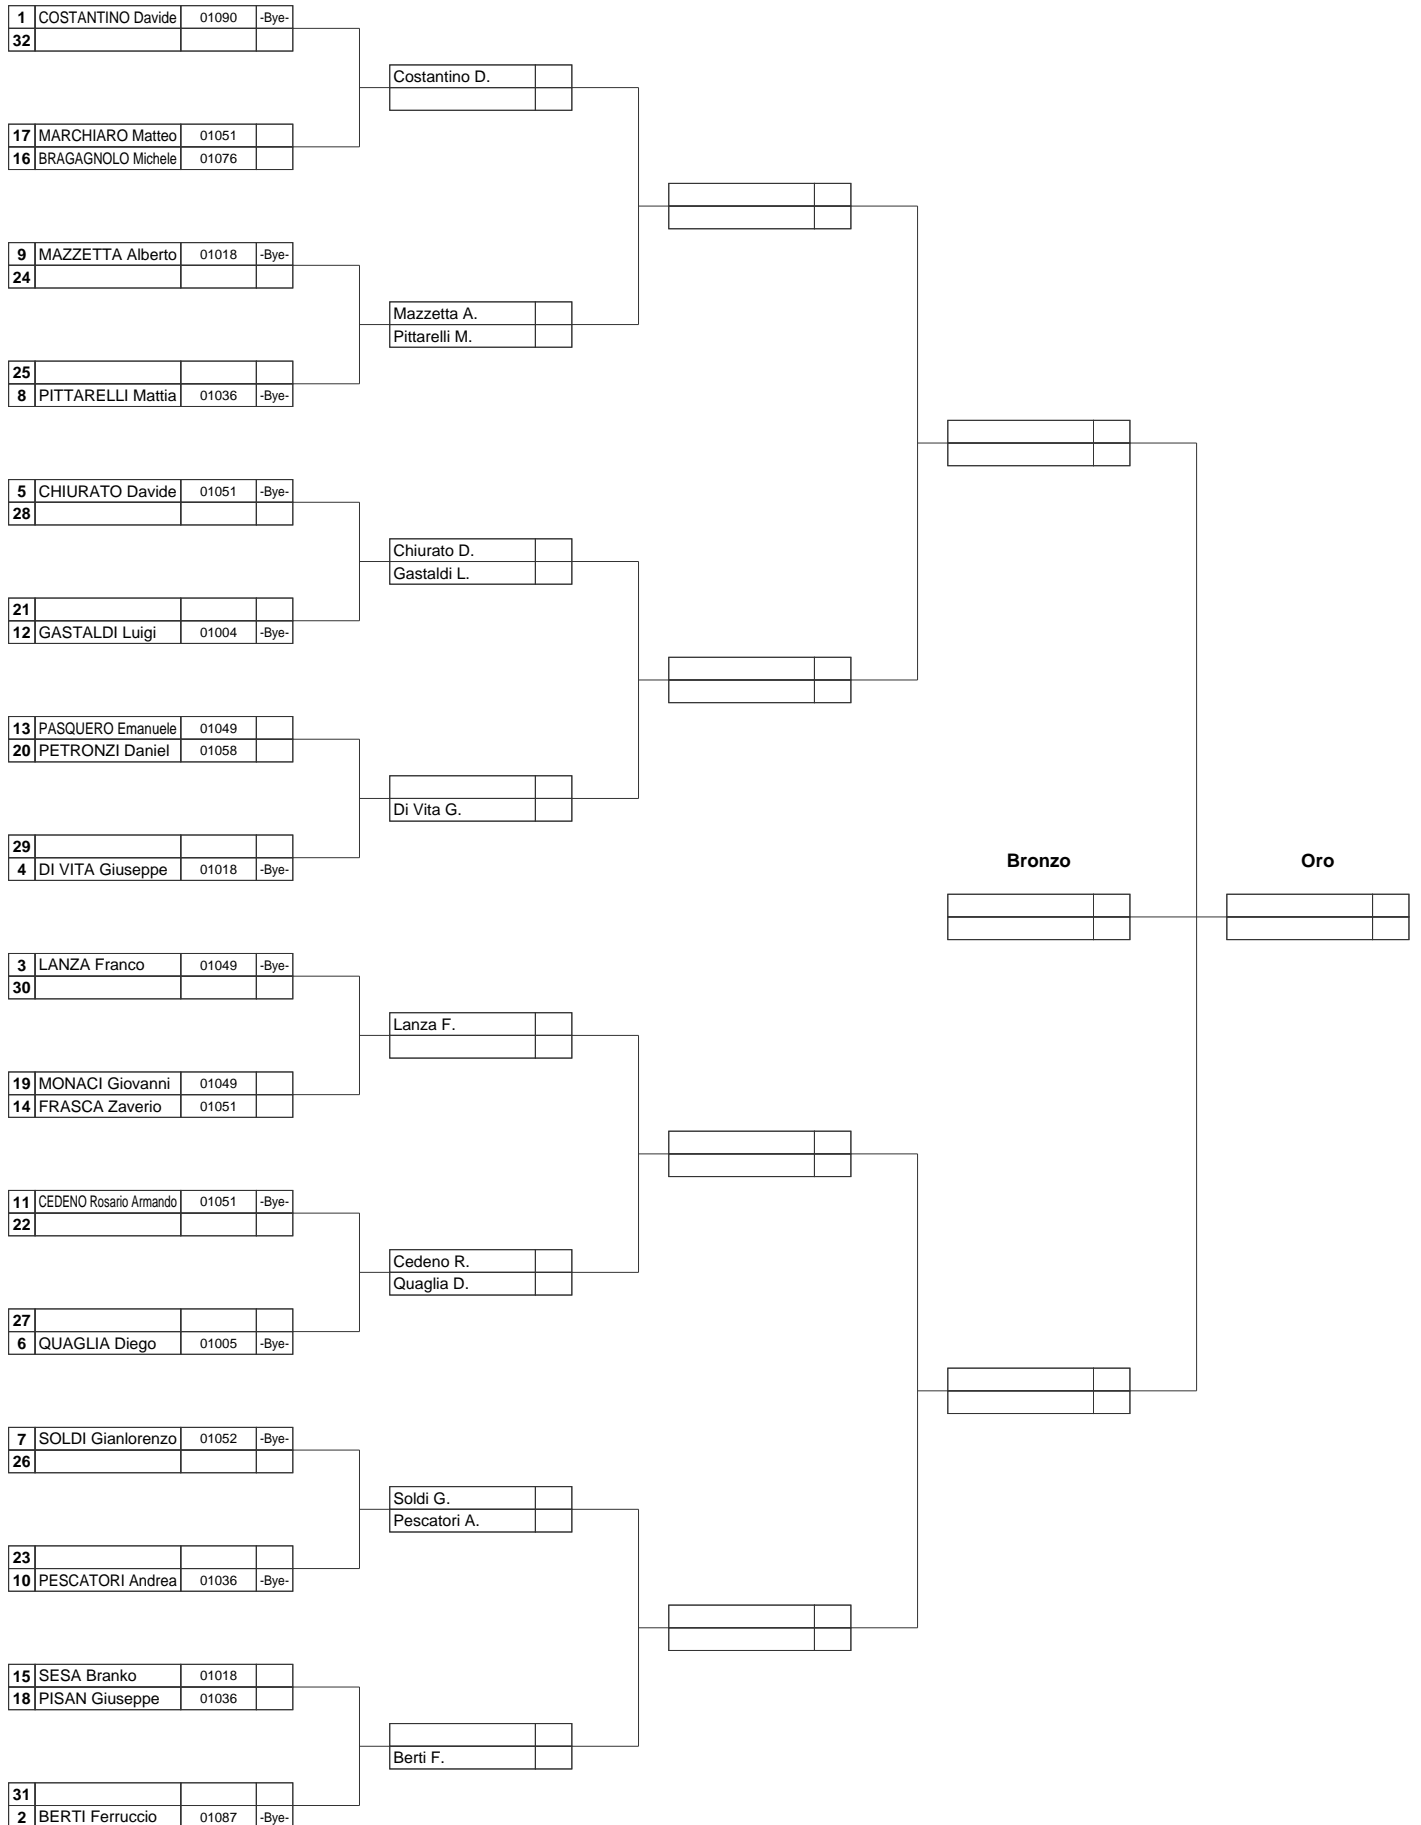 1 COSTANTINO Davide 01090 -Bye-
32
Costantino D.
17 MARCHIARO Matteo 01051
16 BRAGAGNOLO Michele 01076
9 MAZZETTA Alberto 01018 -Bye-
24
Mazzetta A.
Pittarelli M.
25
8 PITTARELLI Mattia 01036 -Bye-
5 CHIURATO Davide 01051 -Bye-
28
Chiurato D.
Gastaldi L.
21
12 GASTALDI Luigi 01004 -Bye-
13 PASQUERO Emanuele 01049
20 PETRONZI Daniel 01058
Di Vita G.
29
4 DI VITA Giuseppe 01018 -Bye-
Bronzo Oro
3 LANZA Franco 01049 -Bye-
30
Lanza F.
19 MONACI Giovanni 01049
14 FRASCA Zaverio 01051
11 CEDENO Rosario Armando 01051 -Bye-
22
Cedeno R.
Quaglia D.
27
6 QUAGLIA Diego 01005 -Bye-
7 SOLDI Gianlorenzo 01052 -Bye-
26
Soldi G.
Pescatori A.
23
10 PESCATORI Andrea 01036 -Bye-
15 SESA Branko 01018
18 PISAN Giuseppe 01036
Berti F.
31
2 BERTI Ferruccio 01087 -Bye-